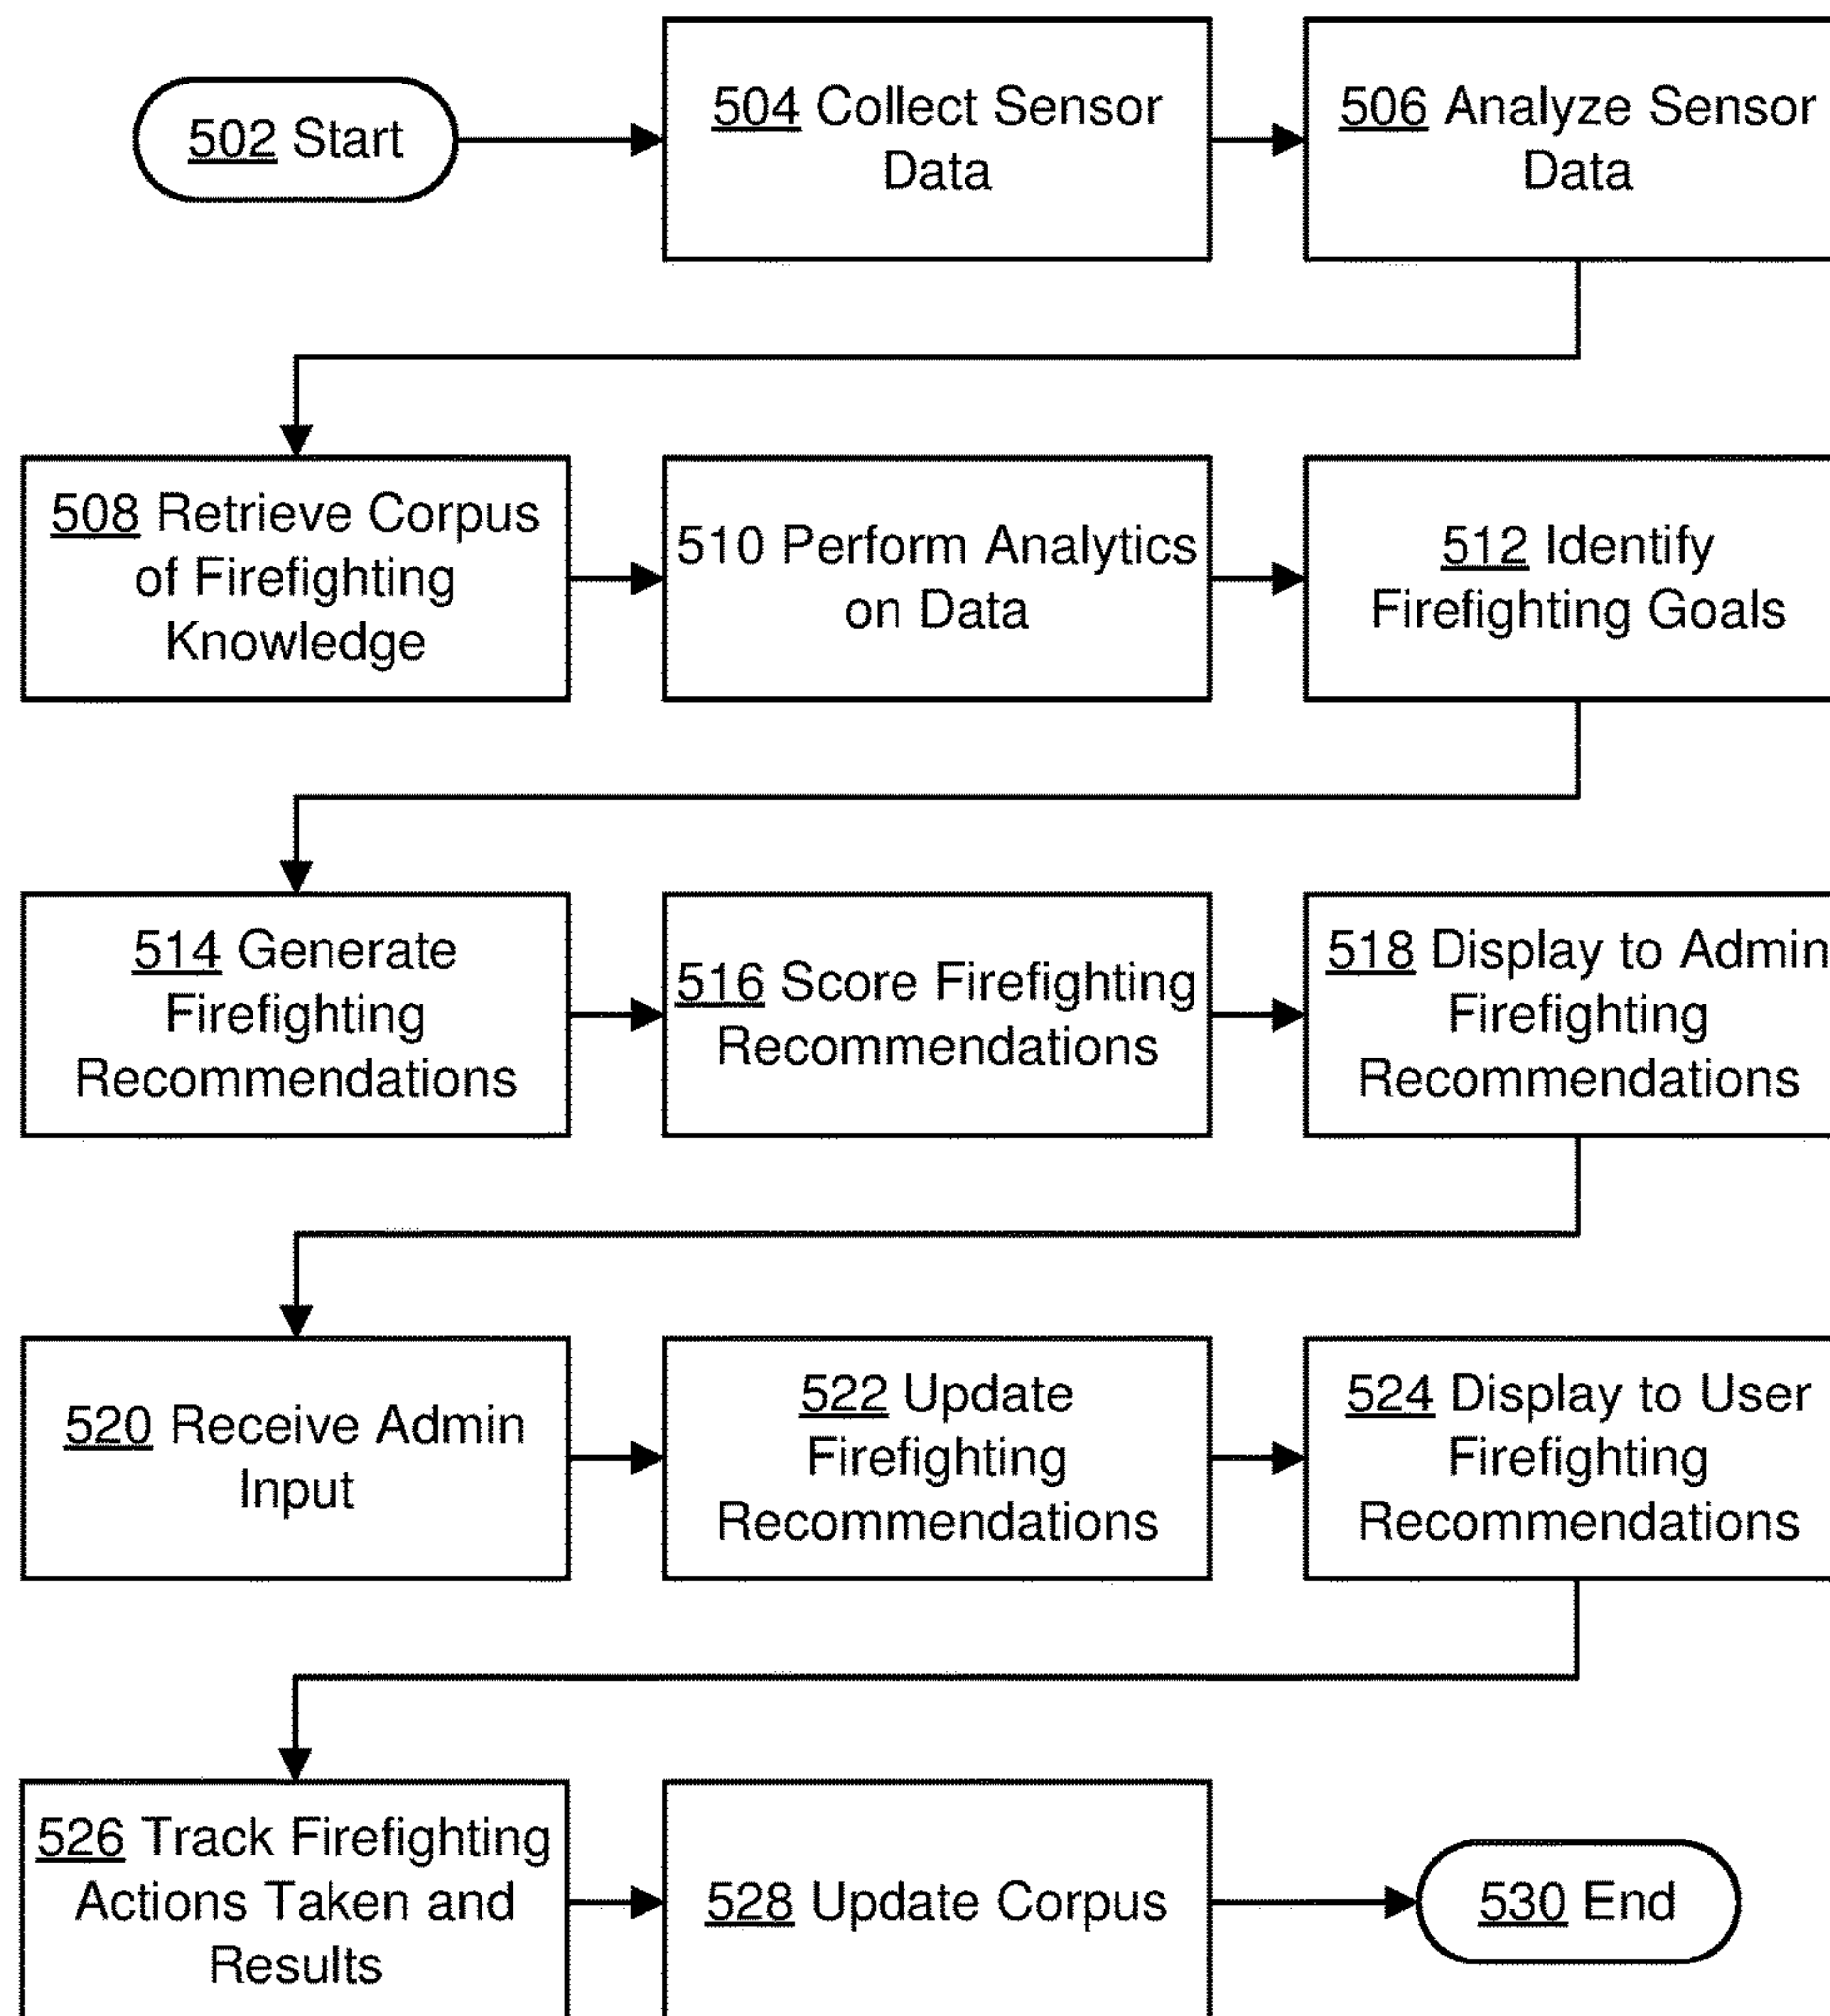 502 Start
504 Collect Sensor
Data
506 Analyze Sensor
Data
508 Retrieve Corpus
of Firefighting
Knowledge
510 Perform Analytics
on Data
512 Identify
Firefighting Goals
514 Generate
Firefighting
Recommendations
516 Score Firefighting
Recommendations
518 Display to Admin
Firefighting
Recommendations
520 Receive Admin
Input
522 Update
Firefighting
Recommendations
524 Display to User
Firefighting
Recommendations
526 Track Firefighting
Actions Taken and
Results
528 Update Corpus
530 End